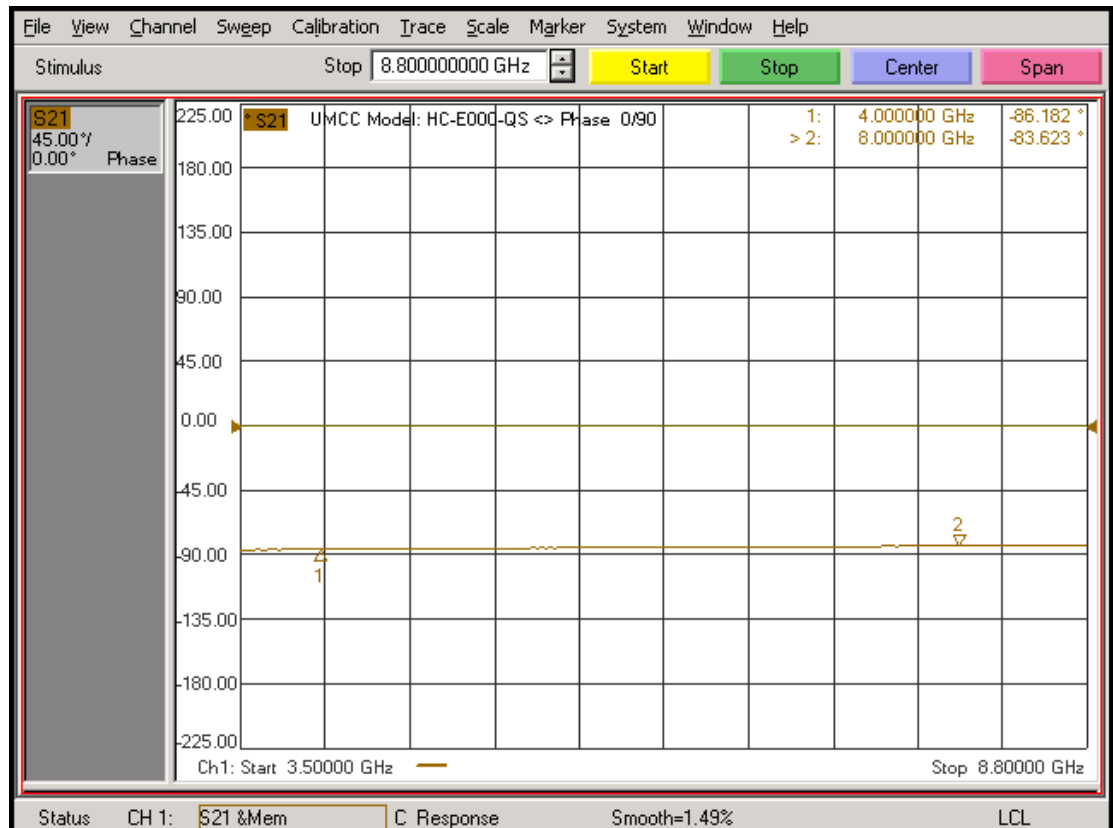 File View Channel Sweep Calibration Trace Scale Marker System Window Help
Stimulus Stop 8.800000000 GHz Start Stop Center Span
S21
45.00°/
0.00° Phase
225.00 ° S21 UMCC Model: HC-E000-QS <> Phase 0/90 1: 4.000000 GHz -86.182 °
> 2: 8.000000 GHz -83.623 °
180.00
135.00
90.00
45.00
0.00
-45.00
2
-90.00
1
-135.00
-180.00
-225.00
Ch1: Start 3.50000 GHz Stop 8.80000 GHz
Status CH 1: S21 &Mem C Response Smooth=1.49% LCL